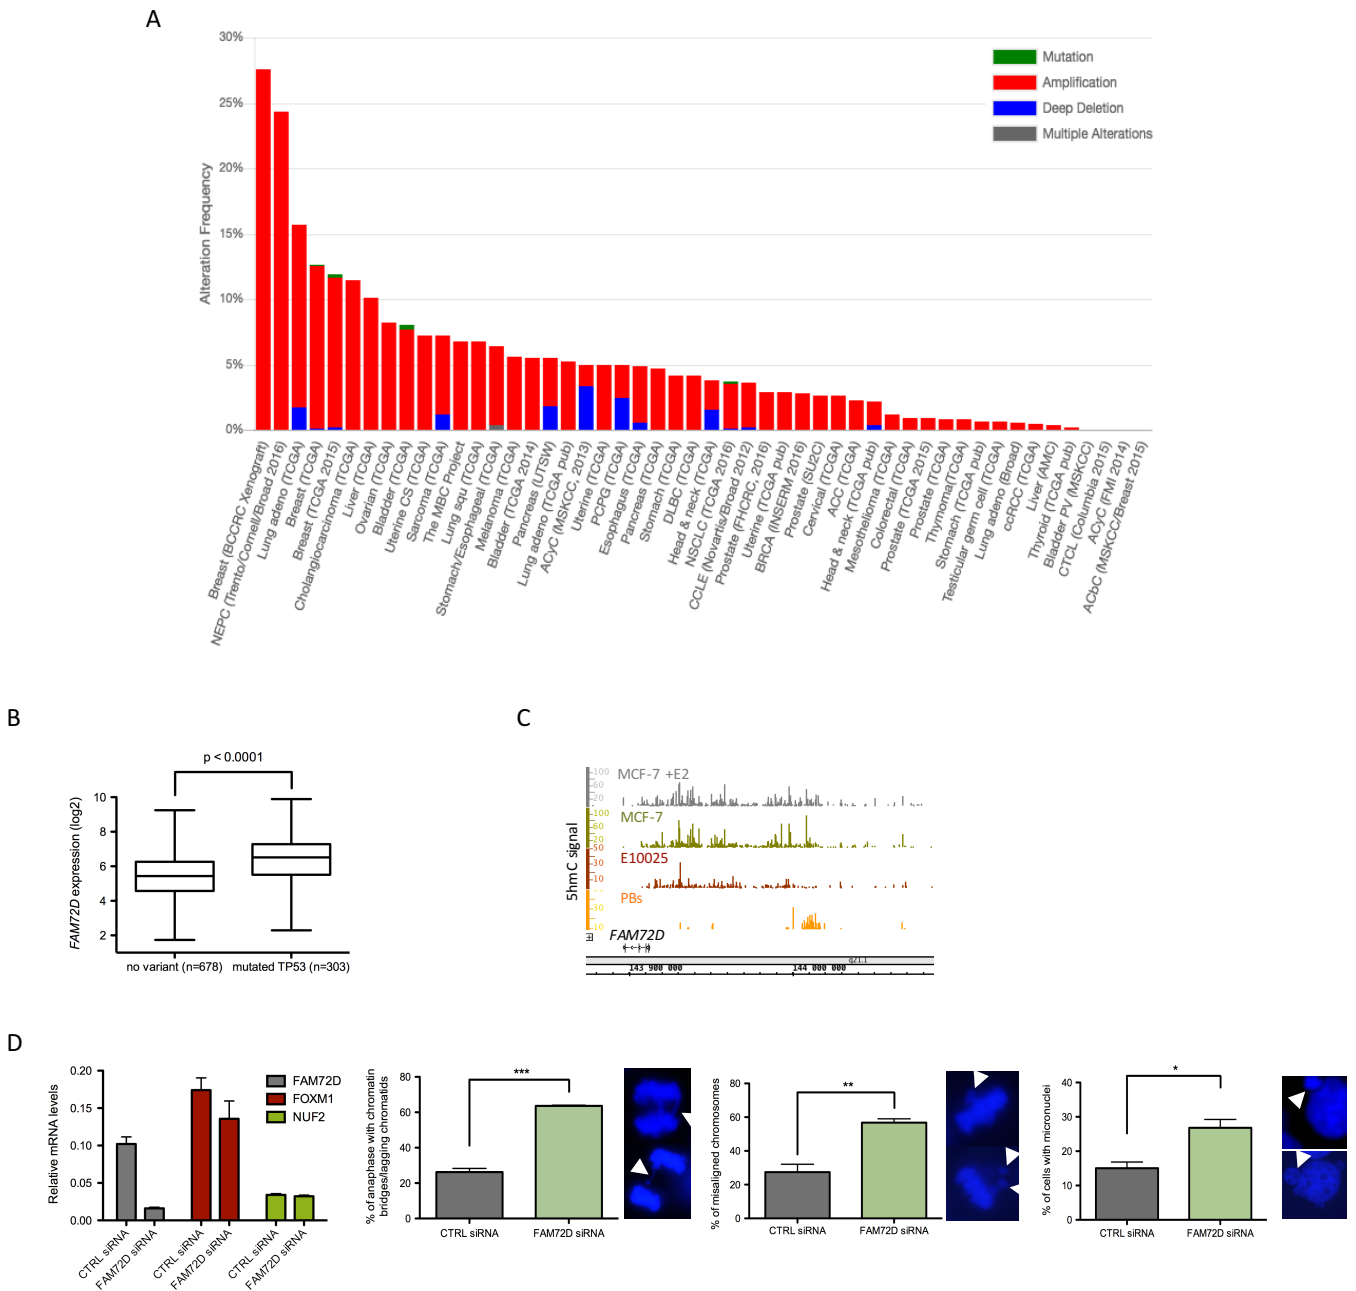 A
30%
25%
20%
15%
10%
5%
0%
Alteration Frequency
Mutation
Amplification
Deep Deletion
Multiple Alterations
Breast (BCCRC Xenograft)
NEPC (Trento/Cornell/Broad 2016)
Lung adeno (TCGA)
Breast (TCGA)
Breast (TCGA 2015)
Cholangiocarcinoma (TCGA)
Liver (TCGA)
Ovarian (TCGA)
Bladder (TCGA)
Uterine CS (TCGA)
Sarcoma (TCGA)
The MBC Project
Lung squ (TCGA)
Stomach/Esophageal (TCGA)
Melanoma (TCGA)
Bladder (TCGA 2014)
Pancreas (UTSW)
Lung adeno (TCGA pub)
ACyC (MSKCC, 2013)
Uterine (TCGA)
PCPG (TCGA)
Esophagus (TCGA)
Pancreas (TCGA)
Stomach (TCGA)
DLBC (TCGA)
Head & neck (TCGA)
NSCLC (TCGA 2016)
CCLE (Novartis/Broad 2012)
Prostate (FHCRC, 2016)
Uterine (TCGA pub)
BRCA (INSERM 2016)
Prostate (SU2C)
Cervical (TCGA)
ACC (TCGA)
Head & neck (TCGA pub)
Mesothelioma (TCGA)
Colorectal (TCGA)
Prostate (TCGA 2015)
Prostate (TCGA)
Thymoma(TCGA)
Stomach (TCGA pub)
Testicular germ cell (TCGA)
Lung adeno (Broad)
ccRCC (TCGA)
Liver (AMC)
Thyroid (TCGA pub)
Bladder PV (MSKCC)
CTCL (Columbia 2015)
ACyC (FMI 2014)
ACbC (MSKCC/Breast 2015)
B
p < 0.0001
FAM72D expression (log2)
10
8
6
4
2
no variant (n=678)
mutated TP53 (n=303)
C
5hmC signal
100
60
20
MCF-7 +E2
100
60
20
MCF-7
50
30
10
E10025
30
10
PBs
FAM72D
q21.1
143 900 000
144 000 000
D
Relative mRNA levels
0.20
0.15
0.10
0.05
0.00
FAM72D
FOXM1
NUF2
CTRL siRNA
FAM72D siRNA
CTRL siRNA
FAM72D siRNA
CTRL siRNA
FAM72D siRNA
% of anaphase with chromatin
bridges/lagging chromatids
80
60
40
20
0
***
CTRL siRNA
FAM72D siRNA
% of misaligned chromosomes
80
60
40
20
0
**
CTRL siRNA
FAM72D siRNA
% of cells with micronuclei
40
30
20
10
0
*
CTRL siRNA
FAM72D siRNA